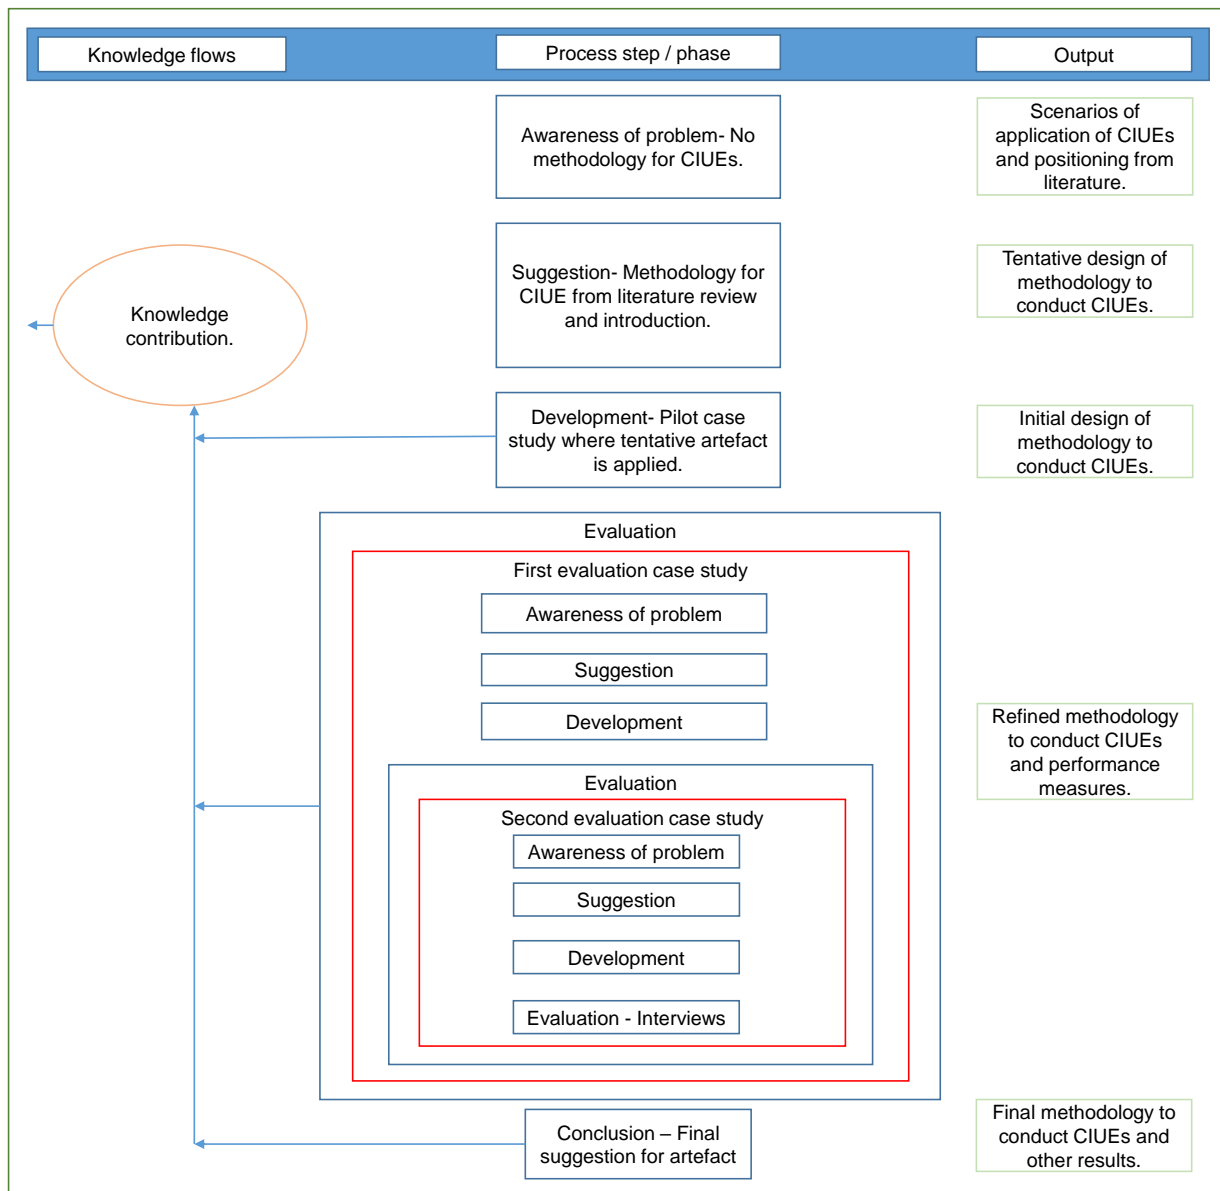 Knowledge flows
Process step / phase
Output
Awareness of problem- No
methodology for CIUEs.
Scenarios of
application of CIUEs
and positioning from
literature.
Suggestion- Methodology for
CIUE from literature review
and introduction.
Tentative design of
methodology to
conduct CIUEs.
Knowledge
contribution.
Development- Pilot case
study where tentative artefact
is applied.
Initial design of
methodology to
conduct CIUEs.
Evaluation
First evaluation case study
Awareness of problem
Suggestion
Development
Refined methodology
to conduct CIUEs
and performance
measures.
Evaluation
Second evaluation case study
Awareness of problem
Suggestion
Development
Evaluation - Interviews
Conclusion – Final
suggestion for artefact
Final methodology to
conduct CIUEs and
other results.